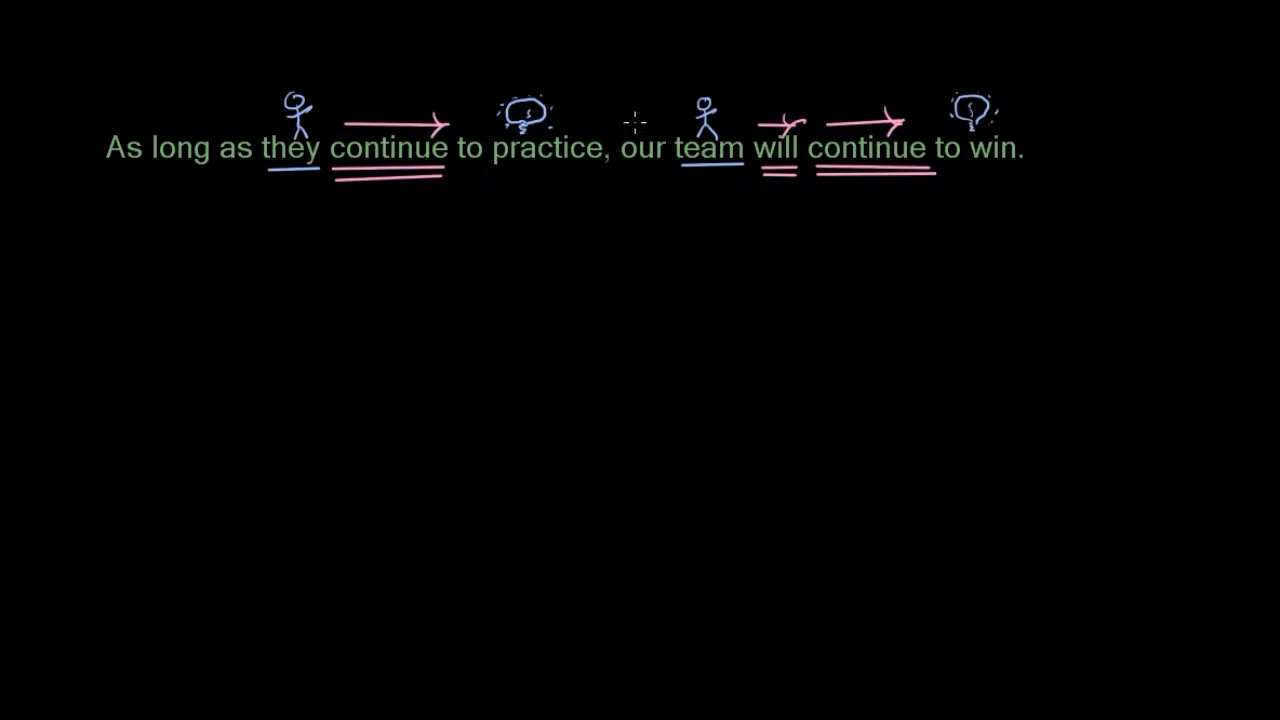 As long as they continue to practice, our team will continue to win.